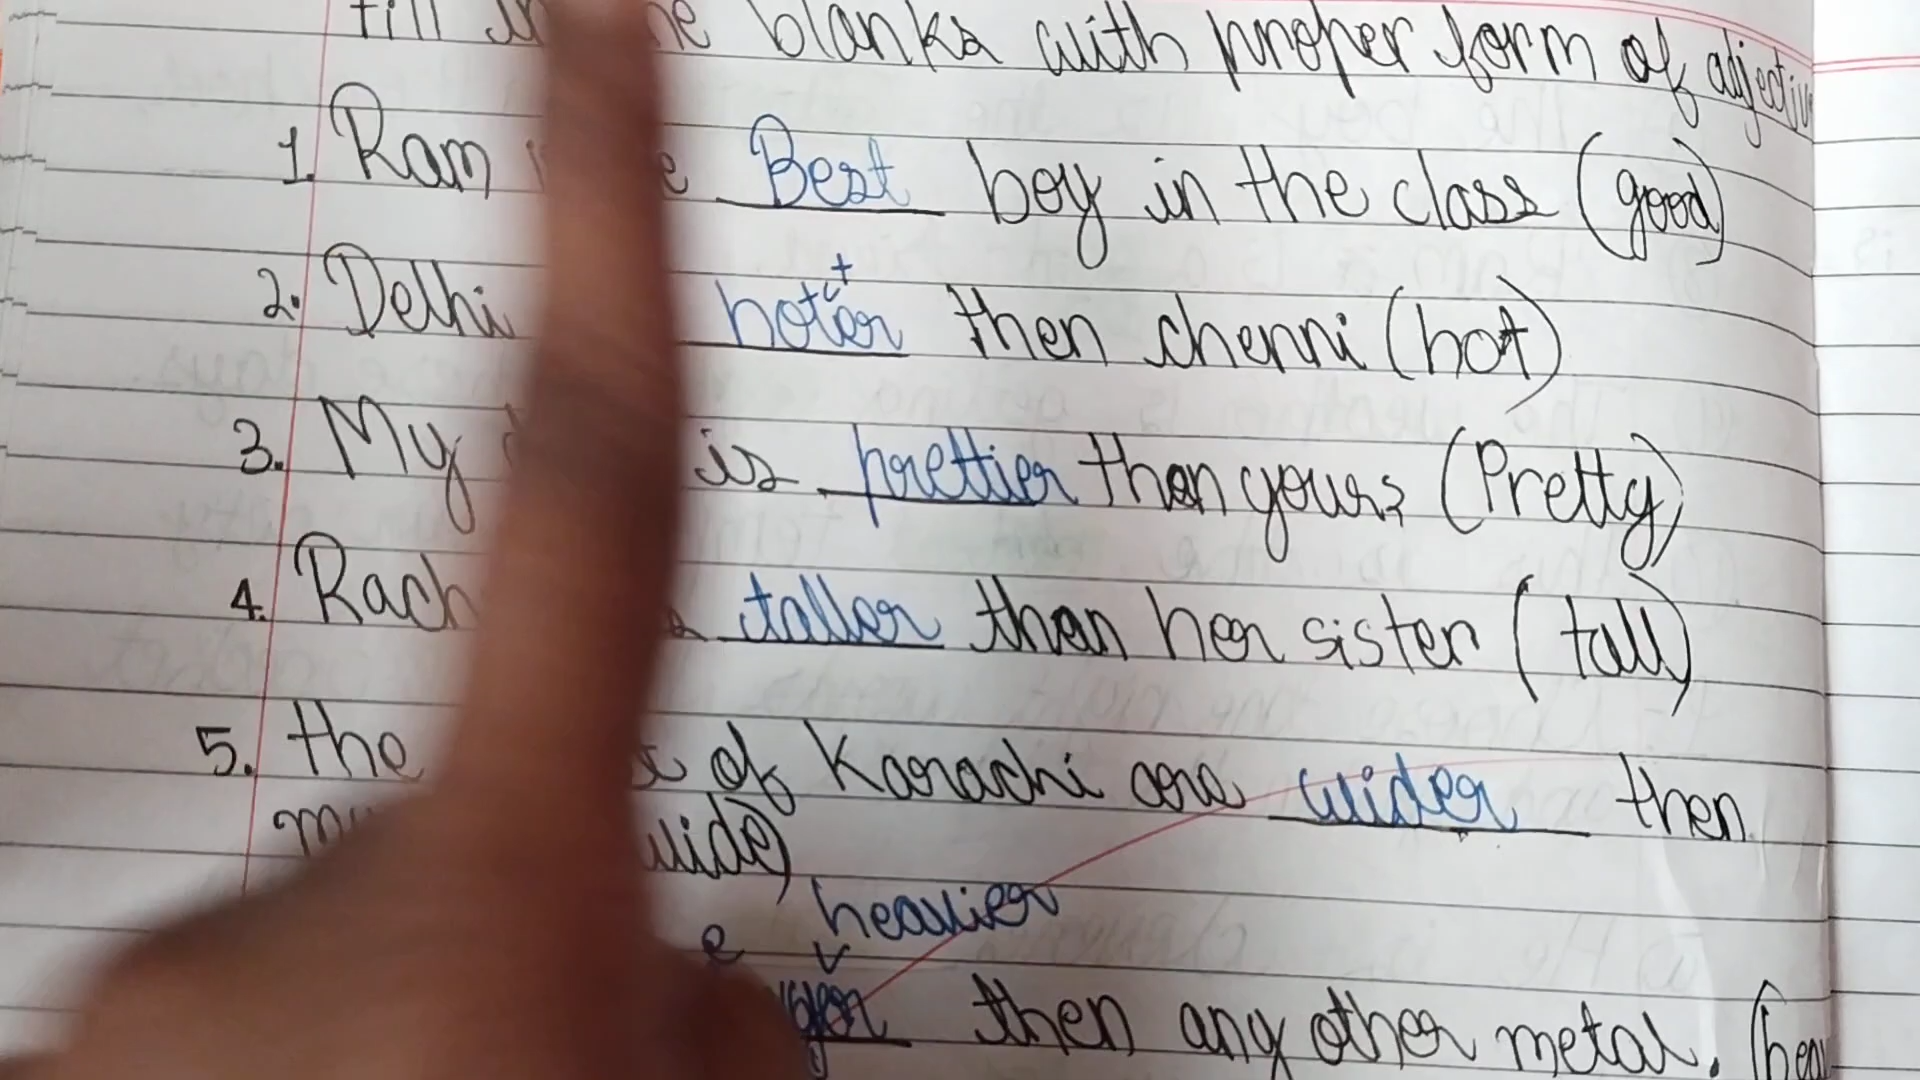 fill in blanks with proper form of adjective
1. Ram Best boy in the class (good)
2. Delhi hotter then chenni (hot)
3. My is prettier than yours (Pretty)
4. taller than her sister (tall)
5. the of Karachi are wider then
wide)
heavier
then any other metal.